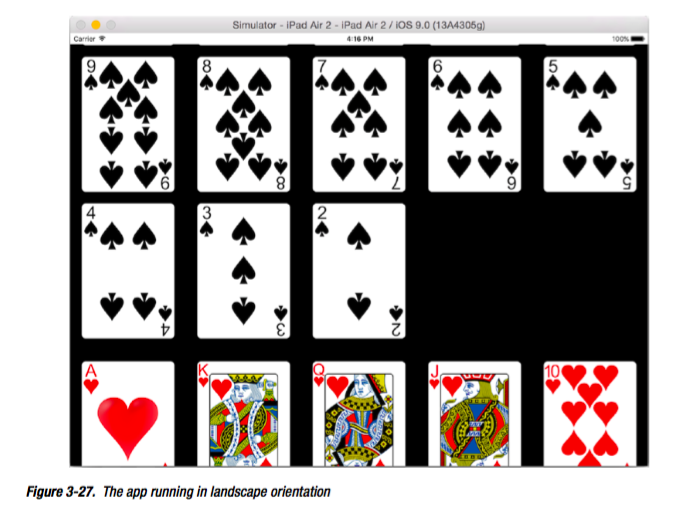 Simulator - iPad Air 2 - iPad Air 2 / iOS 9.0 (13A4305g)
Carrier 4:16 PM 100%
9 8 7 6 5
9 8 7 6 5
4 3 2
4 3 2
A K Q J 10
Figure 3-27. The app running in landscape orientation